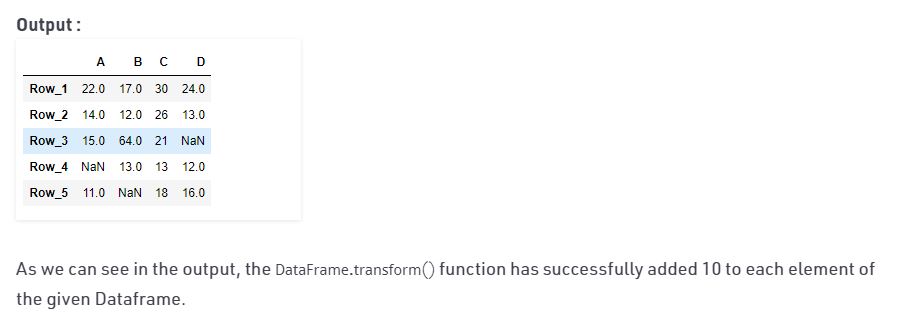 Output :
A B C D
Row_1 22.0 17.0 30 24.0
Row_2 14.0 12.0 26 13.0
Row_3 15.0 64.0 21 NaN
Row_4 NaN 13.0 13 12.0
Row_5 11.0 NaN 18 16.0
As we can see in the output, the DataFrame.transform() function has successfully added 10 to each element of
the given Dataframe.